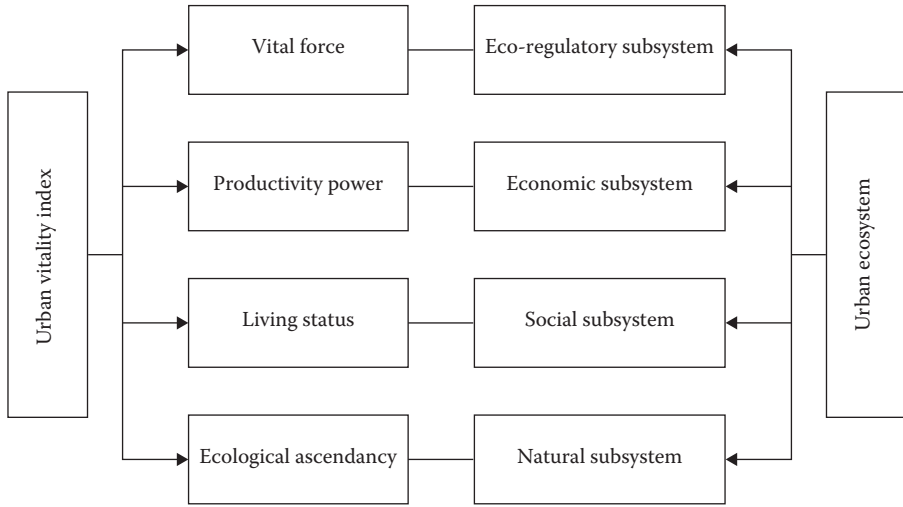 Urban vitality index
Vital force
Eco-regulatory subsystem
Productivity power
Economic subsystem
Living status
Social subsystem
Ecological ascendancy
Natural subsystem
Urban ecosystem